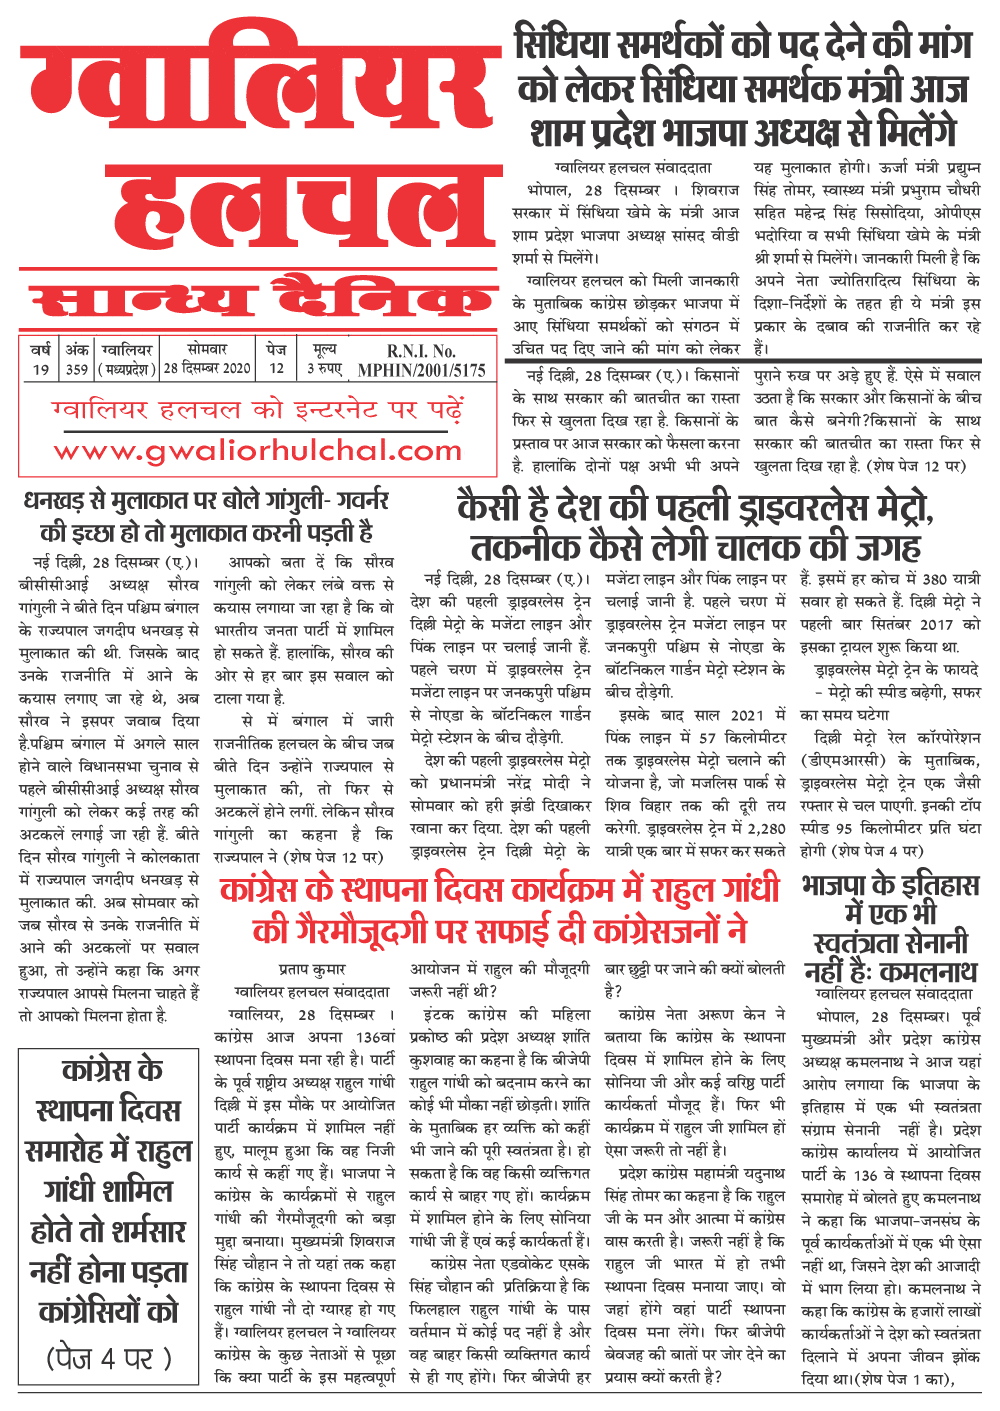 ग्वालियर
हलचल
सान्ध्य दैनिक
वर्ष 19
अंक 359
ग्वालियर (मध्यप्रदेश)
सोमवार 28 दिसम्बर 2020
पेज 12
मूल्य 3 रुपए
R.N.I. No. MPHIN/2001/5175
ग्वालियर हलचल को इन्टरनेट पर पढ़ें
www.gwaliorhulchal.com
सिंधिया समर्थकों को पद देने की मांग
को लेकर सिंधिया समर्थक मंत्री आज
शाम प्रदेश भाजपा अध्यक्ष से मिलेंगे
ग्वालियर हलचल संवाददाता
भोपाल, 28 दिसम्बर । शिवराज
सरकार में सिंधिया खेमे के मंत्री आज
शाम प्रदेश भाजपा अध्यक्ष सांसद वीडी
शर्मा से मिलेंगे।
ग्वालियर हलचल को मिली जानकारी
के मुताबिक कांग्रेस छोड़कर भाजपा में
आए सिंधिया समर्थकों को संगठन में
उचित पद दिए जाने की मांग को लेकर
यह मुलाकात होगी। ऊर्जा मंत्री प्रद्युम्न
सिंह तोमर, स्वास्थ्य मंत्री प्रभुराम चौधरी
सहित महेन्द्र सिंह सिसोदिया, ओपीएस
भदोरिया व सभी सिंधिया खेमे के मंत्री
श्री शर्मा से मिलेंगे। जानकारी मिली है कि
अपने नेता ज्योतिरादित्य सिंधिया के
दिशा-निर्देशों के तहत ही ये मंत्री इस
प्रकार के दबाव की राजनीति कर रहे
हैं।
नई दिल्ली, 28 दिसम्बर (ए.)। किसानों
के साथ सरकार की बातचीत का रास्ता
फिर से खुलता दिख रहा है. किसानों के
प्रस्ताव पर आज सरकार को फैसला करना
है. हालांकि दोनों पक्ष अभी भी अपने
पुराने रुख पर अड़े हुए हैं. ऐसे में सवाल
उठता है कि सरकार और किसानों के बीच
बात कैसे बनेगी?किसानों के साथ
सरकार की बातचीत का रास्ता फिर से
खुलता दिख रहा है. (शेष पेज 12 पर)
धनखड़ से मुलाकात पर बोले गांगुली- गवर्नर
की इच्छा हो तो मुलाकात करनी पड़ती है
नई दिल्ली, 28 दिसम्बर (ए.)।
बीसीसीआई अध्यक्ष सौरव
गांगुली ने बीते दिन पश्चिम बंगाल
के राज्यपाल जगदीप धनखड़ से
मुलाकात की थी. जिसके बाद
उनके राजनीति में आने के
कयास लगाए जा रहे थे, अब
सौरव ने इसपर जवाब दिया
है.पश्चिम बंगाल में अगले साल
होने वाले विधानसभा चुनाव से
पहले बीसीसीआई अध्यक्ष सौरव
गांगुली को लेकर कई तरह की
अटकलें लगाई जा रही हैं. बीते
दिन सौरव गांगुली ने कोलकाता
में राज्यपाल जगदीप धनखड़ से
मुलाकात की. अब सोमवार को
जब सौरव से उनके राजनीति में
आने की अटकलों पर सवाल
हुआ, तो उन्होंने कहा कि अगर
राज्यपाल आपसे मिलना चाहते हैं
तो आपको मिलना होता है.
आपको बता दें कि सौरव
गांगुली को लेकर लंबे वक्त से
कयास लगाया जा रहा है कि वो
भारतीय जनता पार्टी में शामिल
हो सकते हैं. हालांकि, सौरव की
ओर से हर बार इस सवाल को
टाला गया है.
से में बंगाल में जारी
राजनीतिक हलचल के बीच जब
बीते दिन उन्होंने राज्यपाल से
मुलाकात की, तो फिर से
अटकलें होने लगीं. लेकिन सौरव
गांगुली का कहना है कि
राज्यपाल ने (शेष पेज 12 पर)
कैसी है देश की पहली ड्राइवरलेस मेट्रो,
तकनीक कैसे लेगी चालक की जगह
नई दिल्ली, 28 दिसम्बर (ए.)।
देश की पहली ड्राइवरलेस ट्रेन
दिल्ली मेट्रो के मजेंटा लाइन और
पिंक लाइन पर चलाई जानी हैं.
पहले चरण में ड्राइवरलेस ट्रेन
मजेंटा लाइन पर जनकपुरी पश्चिम
से नोएडा के बॉटनिकल गार्डन
मेट्रो स्टेशन के बीच दौड़ेगी.
देश की पहली ड्राइवरलेस मेट्रो
को प्रधानमंत्री नरेंद्र मोदी ने
सोमवार को हरी झंडी दिखाकर
रवाना कर दिया. देश की पहली
ड्राइवरलेस ट्रेन दिल्ली मेट्रो के
मजेंटा लाइन और पिंक लाइन पर
चलाई जानी है. पहले चरण में
ड्राइवरलेस ट्रेन मजेंटा लाइन पर
जनकपुरी पश्चिम से नोएडा के
बॉटनिकल गार्डन मेट्रो स्टेशन के
बीच दौड़ेगी.
इसके बाद साल 2021 में
पिंक लाइन में 57 किलोमीटर
तक ड्राइवरलेस मेट्रो चलाने की
योजना है, जो मजलिस पार्क से
शिव विहार तक की दूरी तय
करेगी. ड्राइवरलेस ट्रेन में 2,280
यात्री एक बार में सफर कर सकते
हैं. इसमें हर कोच में 380 यात्री
सवार हो सकते हैं. दिल्ली मेट्रो ने
पहली बार सितंबर 2017 को
इसका ट्रायल शुरू किया था.
ड्राइवरलेस मेट्रो ट्रेन के फायदे
- मेट्रो की स्पीड बढ़ेगी, सफर
का समय घटेगा
दिल्ली मेट्रो रेल कॉरपोरेशन
(डीएमआरसी) के मुताबिक,
ड्राइवरलेस मेट्रो ट्रेन एक जैसी
रफ्तार से चल पाएगी. इनकी टॉप
स्पीड 95 किलोमीटर प्रति घंटा
होगी (शेष पेज 4 पर)
कांग्रेस के स्थापना दिवस कार्यक्रम में राहुल गांधी
की गैरमौजूदगी पर सफाई दी कांग्रेसजनों ने
प्रताप कुमार
ग्वालियर हलचल संवाददाता
ग्वालियर, 28 दिसम्बर ।
कांग्रेस आज अपना 136वां
स्थापना दिवस मना रही है। पार्टी
के पूर्व राष्ट्रीय अध्यक्ष राहुल गांधी
दिल्ली में इस मौके पर आयोजित
पार्टी कार्यक्रम में शामिल नहीं
हुए, मालूम हुआ कि वह निजी
कार्य से कहीं गए हैं। भाजपा ने
कांग्रेस के कार्यक्रमों से राहुल
गांधी की गैरमौजूदगी को बड़ा
मुद्दा बनाया। मुख्यमंत्री शिवराज
सिंह चौहान ने तो यहां तक कहा
कि कांग्रेस के स्थापना दिवस से
राहुल गांधी नौ दो ग्यारह हो गए
हैं। ग्वालियर हलचल ने ग्वालियर
कांग्रेस के कुछ नेताओं से पूछा
कि क्या पार्टी के इस महत्वपूर्ण
आयोजन में राहुल की मौजूदगी
जरूरी नहीं थी?
इंटक कांग्रेस की महिला
प्रकोष्ठ की प्रदेश अध्यक्ष शांति
कुशवाह का कहना है कि बीजेपी
राहुल गांधी को बदनाम करने का
कोई भी मौका नहीं छोड़ती। शांति
के मुताबिक हर व्यक्ति को कहीं
भी जाने की पूरी स्वतंत्रता है। हो
सकता है कि वह किसी व्यक्तिगत
कार्य से बाहर गए हों। कार्यक्रम
में शामिल होने के लिए सोनिया
गांधी जी हैं एवं कई कार्यकर्ता हैं।
कांग्रेस नेता एडवोकेट एसके
सिंह चौहान की प्रतिक्रिया है कि
फिलहाल राहुल गांधी के पास
वर्तमान में कोई पद नहीं है और
वह बाहर किसी व्यक्तिगत कार्य
से ही गए होंगे। फिर बीजेपी हर
बार छुट्टी पर जाने की क्यों बोलती
है?
कांग्रेस नेता अरूण केन ने
बताया कि कांग्रेस के स्थापना
दिवस में शामिल होने के लिए
सोनिया जी और कई वरिष्ठ पार्टी
कार्यकर्ता मौजूद हैं। फिर भी
कार्यक्रम में राहुल जी शामिल हों
ऐसा जरूरी तो नहीं है।
प्रदेश कांग्रेस महामंत्री यदुनाथ
सिंह तोमर का कहना है कि राहुल
जी के मन और आत्मा में कांग्रेस
वास करती है। जरूरी नहीं है कि
राहुल जी भारत में हो तभी
स्थापना दिवस मनाया जाए। वो
जहां होंगे वहां पार्टी स्थापना
दिवस मना लेंगे। फिर बीजेपी
बेवजह की बातों पर जोर देने का
प्रयास क्यों करती है?
भाजपा के इतिहास
में एक भी
स्वतंत्रता सेनानी
नहीं हैः कमलनाथ
ग्वालियर हलचल संवाददाता
भोपाल, 28 दिसम्बर। पूर्व
मुख्यमंत्री और प्रदेश कांग्रेस
अध्यक्ष कमलनाथ ने आज यहां
आरोप लगाया कि भाजपा के
इतिहास में एक भी स्वतंत्रता
संग्राम सेनानी नहीं है। प्रदेश
कांग्रेस कार्यालय में आयोजित
पार्टी के 136 वे स्थापना दिवस
समारोह में बोलते हुए कमलनाथ
ने कहा कि भाजपा-जनसंघ के
पूर्व कार्यकर्ताओं में एक भी ऐसा
नहीं था, जिसने देश की आजादी
में भाग लिया हो। कमलनाथ ने
कहा कि कांग्रेस के हजारों लाखों
कार्यकर्ताओं ने देश को स्वतंत्रता
दिलाने में अपना जीवन झोंक
दिया था।(शेष पेज 1 का),
कांग्रेस के
स्थापना दिवस
समारोह में राहुल
गांधी शामिल
होते तो शर्मसार
नहीं होना पड़ता
कांग्रेसियों को
(पेज 4 पर )